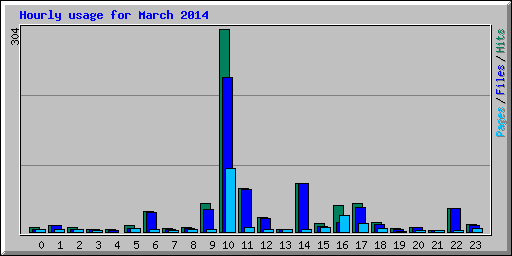 Hourly usage for March 2014
304
Pages/Files/Hits
0 1 2 3 4 5 6 7 8 9 10 11 12 13 14 15 16 17 18 19 20 21 22 23